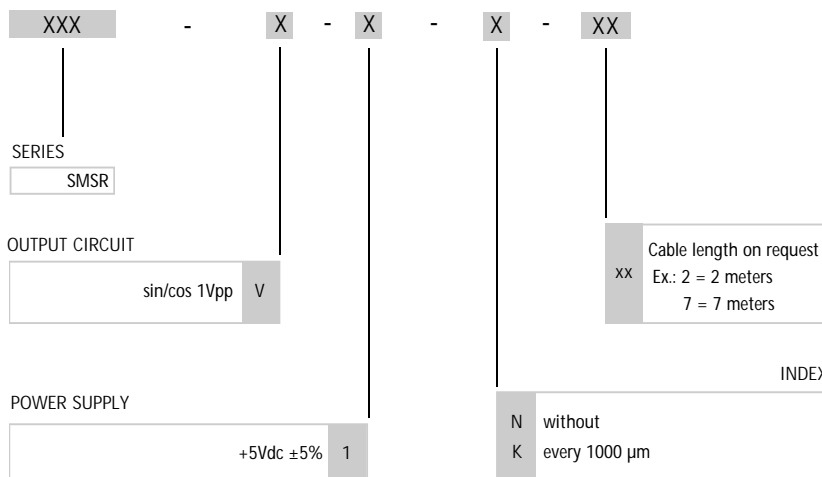 XXX - X - X - X - XX
SERIES
SMSR
OUTPUT CIRCUIT
sin/cos 1Vpp V
xx Cable length on request
Ex.: 2 = 2 meters
7 = 7 meters
POWER SUPPLY
+5Vdc ±5% 1
INDEX
N without
K every 1000 µm